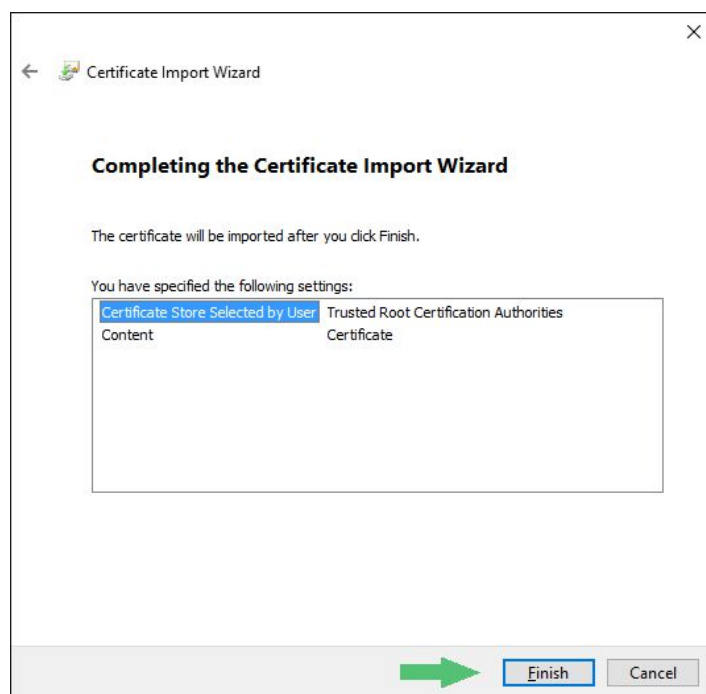 Certificate Import Wizard
Completing the Certificate Import Wizard
The certificate will be imported after you click Finish.
You have specified the following settings:
Certificate Store Selected by User Trusted Root Certification Authorities
Content Certificate
Finish Cancel